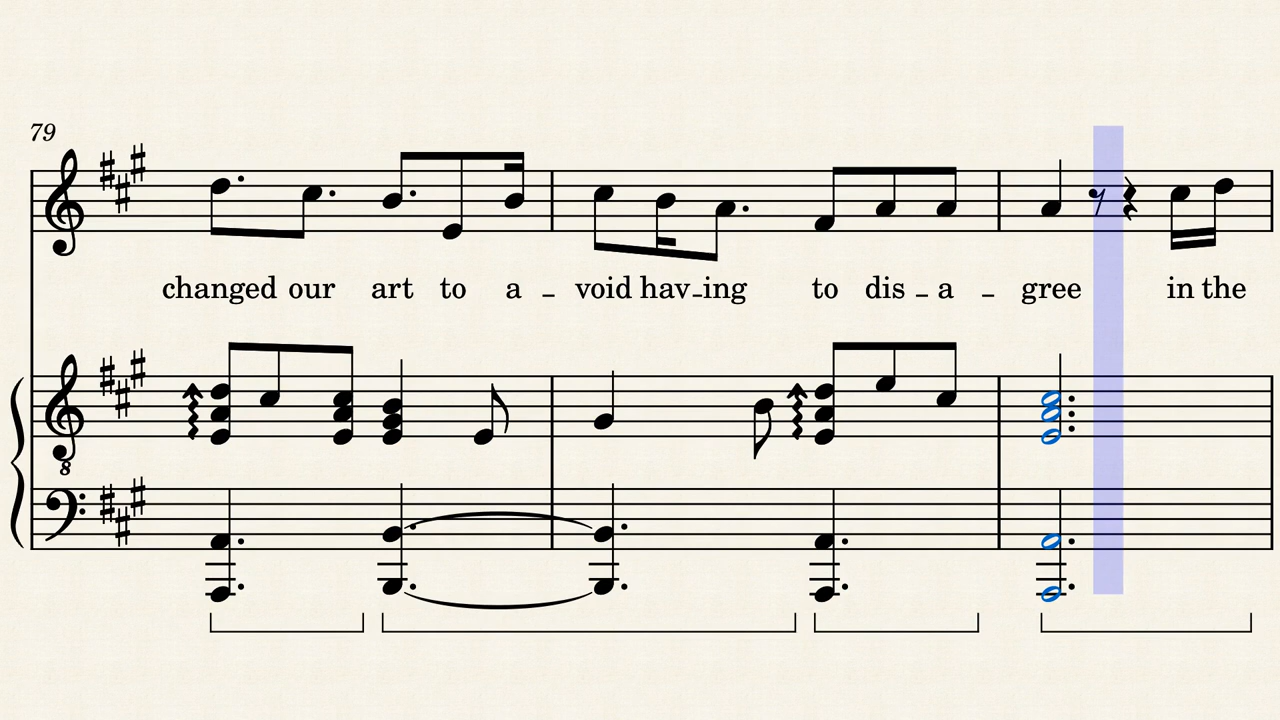 79
changed our art to a - void hav-ing to dis - a - gree in the
8